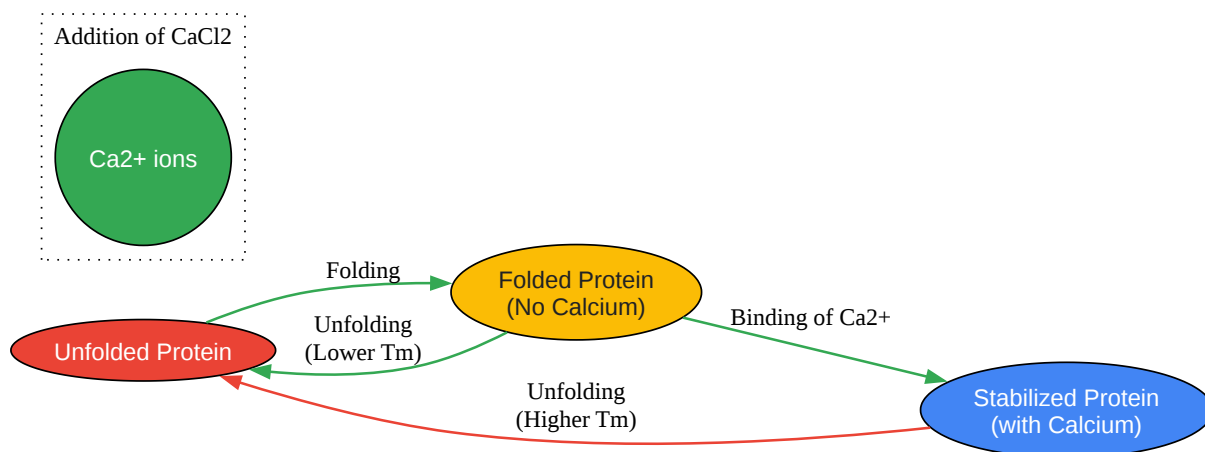 Addition of CaCl2
Ca2+ ions
Folding
Folded Protein
(No Calcium)
Unfolded Protein
Unfolding
(Lower Tm)
Binding of Ca2+
Unfolding
(Higher Tm)
Stabilized Protein
(with Calcium)